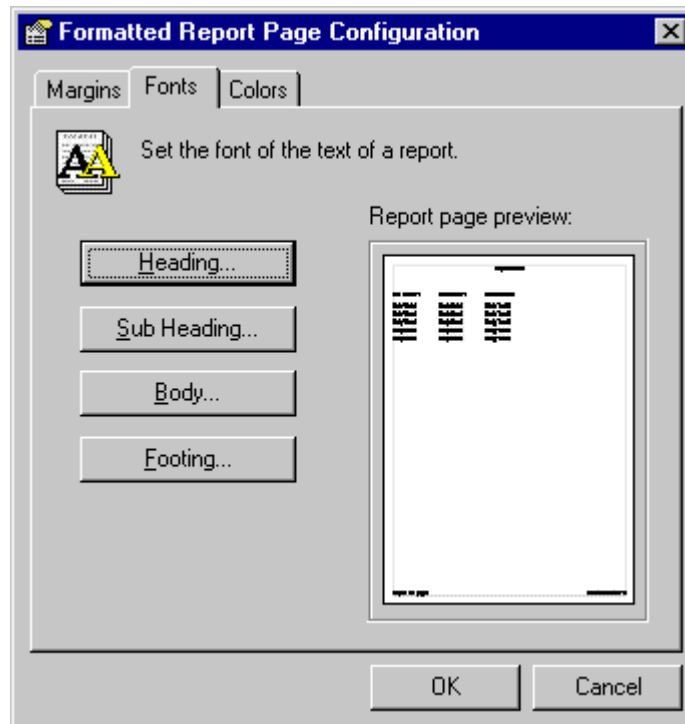 Formatted Report Page Configuration
Margins Fonts Colors
Set the font of the text of a report.
Report page preview:
Heading...
Sub Heading...
Body...
Footing...
OK Cancel